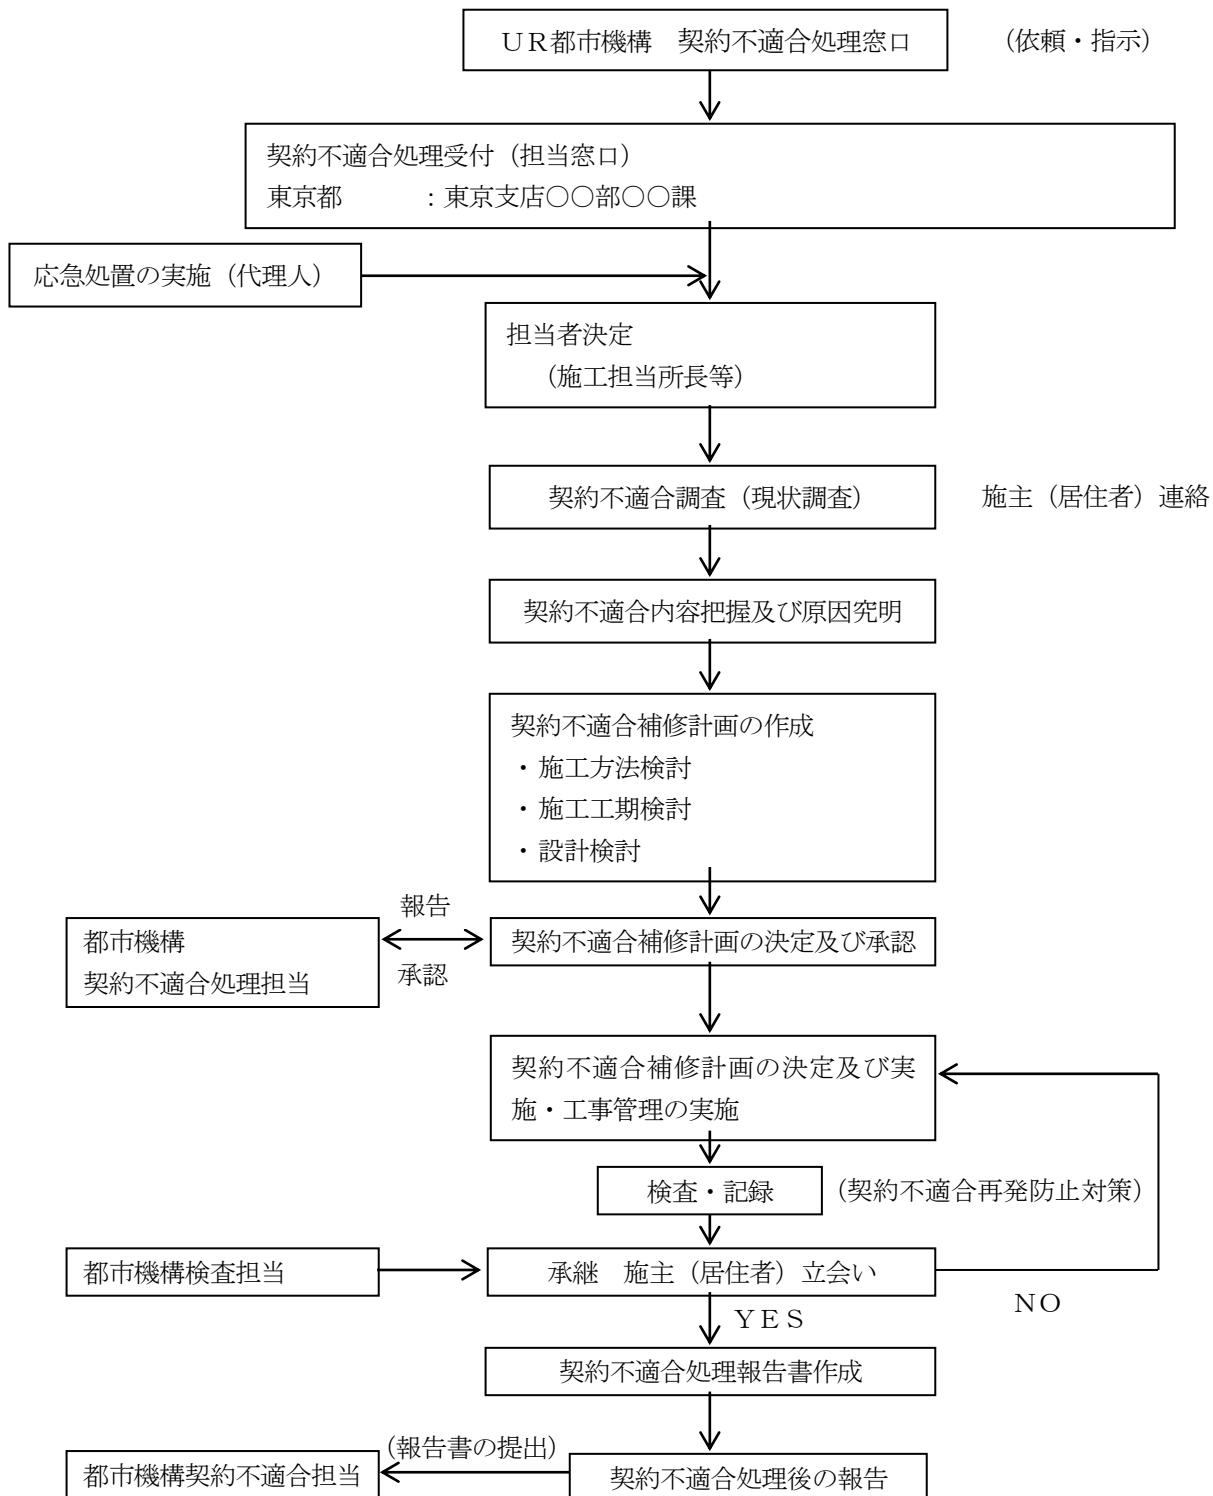 ＵＲ都市機構　契約不適合処理窓口　（依頼・指示）
契約不適合処理受付（担当窓口）
東京都　　　：東京支店○○部○○課
応急処置の実施（代理人）
担当者決定
（施工担当所長等）
契約不適合調査（現状調査）　施主（居住者）連絡
契約不適合内容把握及び原因究明
契約不適合補修計画の作成
・施工方法検討
・施工工期検討
・設計検討
報告
都市機構
契約不適合処理担当
承認
契約不適合補修計画の決定及び承認
契約不適合補修計画の決定及び実
施・工事管理の実施
検査・記録　（契約不適合再発防止対策）
都市機構検査担当
承継　施主（居住者）立会い
ＮＯ
ＹＥＳ
契約不適合処理報告書作成
（報告書の提出）
都市機構契約不適合担当
契約不適合処理後の報告